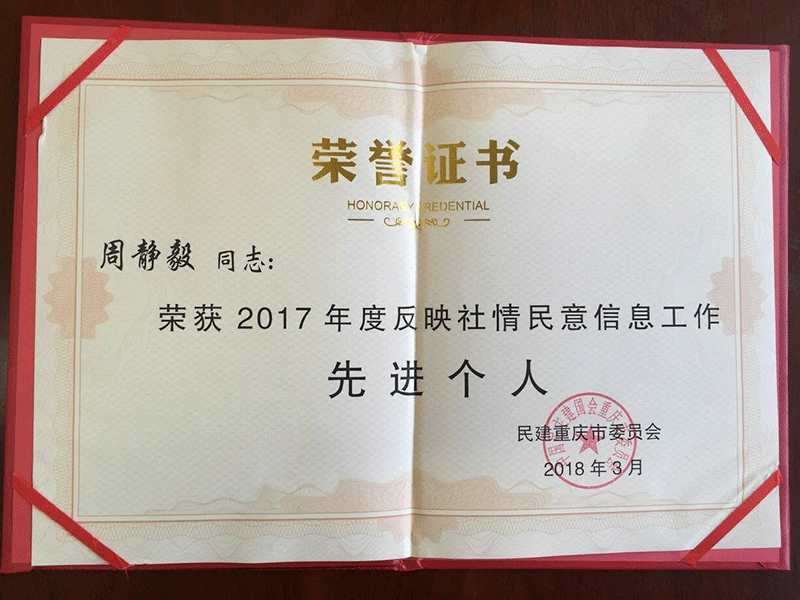 荣誉证书
HONORARY CREDENTIAL
周静毅 同志:
荣获 2017 年度反映社情民意信息工作
先进个人
民建重庆市委员会
2018 年 3 月